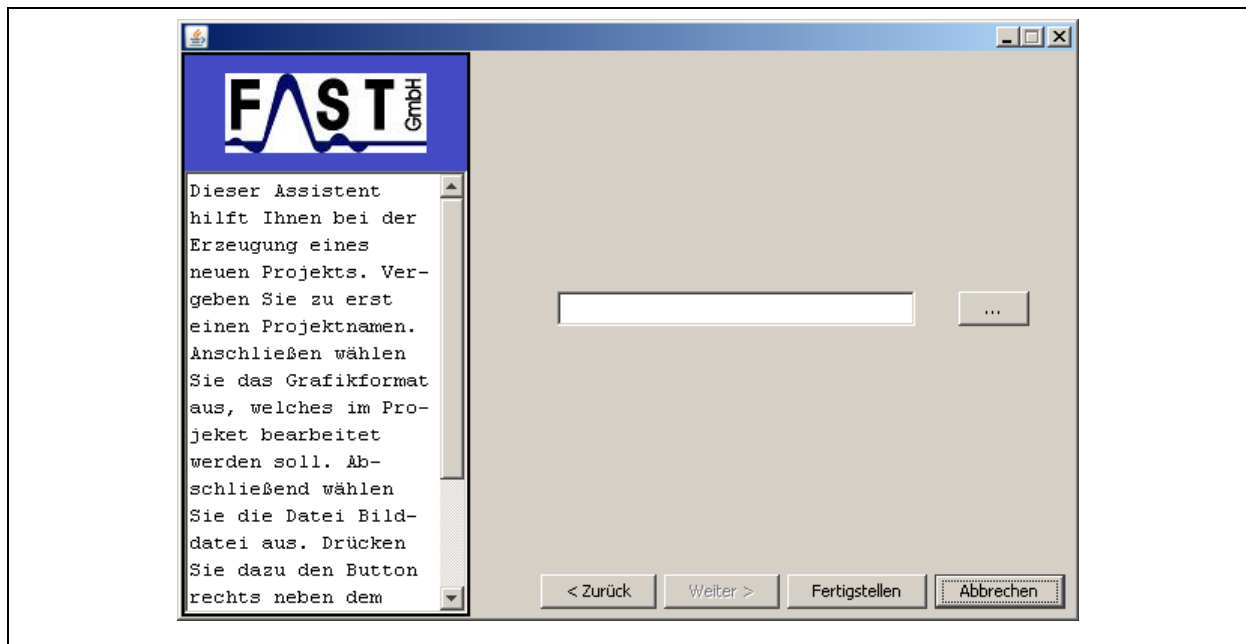 FAST GmbH
Dieser Assistent
hilft Ihnen bei der
Erzeugung eines
neuen Projekts. Ver-
geben Sie zu erst
einen Projektnamen.
Anschließen wählen
Sie das Grafikformat
aus, welches im Pro-
jeket bearbeitet
werden soll. Ab-
schließend wählen
Sie die Datei Bild-
datei aus. Drücken
Sie dazu den Button
rechts neben dem
...
< Zurück
Weiter >
Fertigstellen
Abbrechen